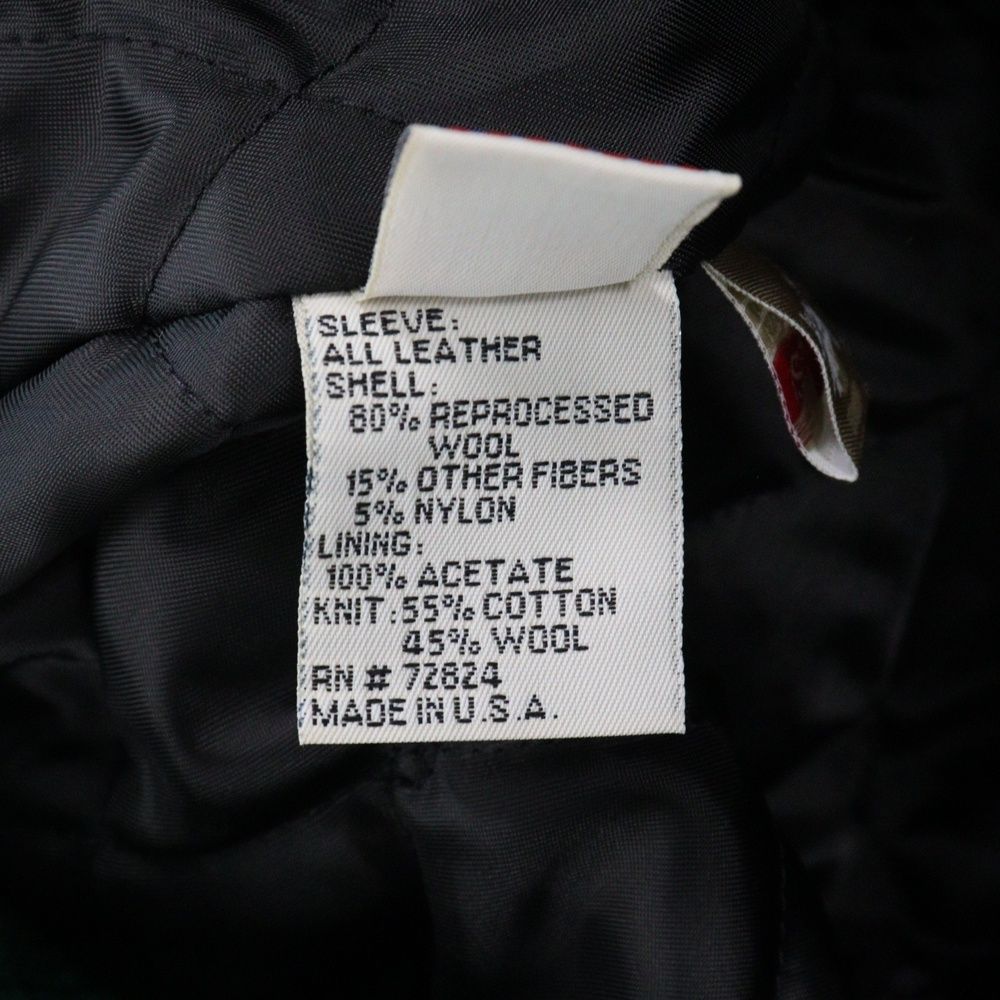 SLEEVE:
ALL LEATHER
SHELL:
80% REPROCESSED
WOOL
15% OTHER FIBERS
5% NYLON
LINING:
100% ACETATE
KNIT:55% COTTON
45% WOOL
RN # 72824
MADE IN U.S.A.